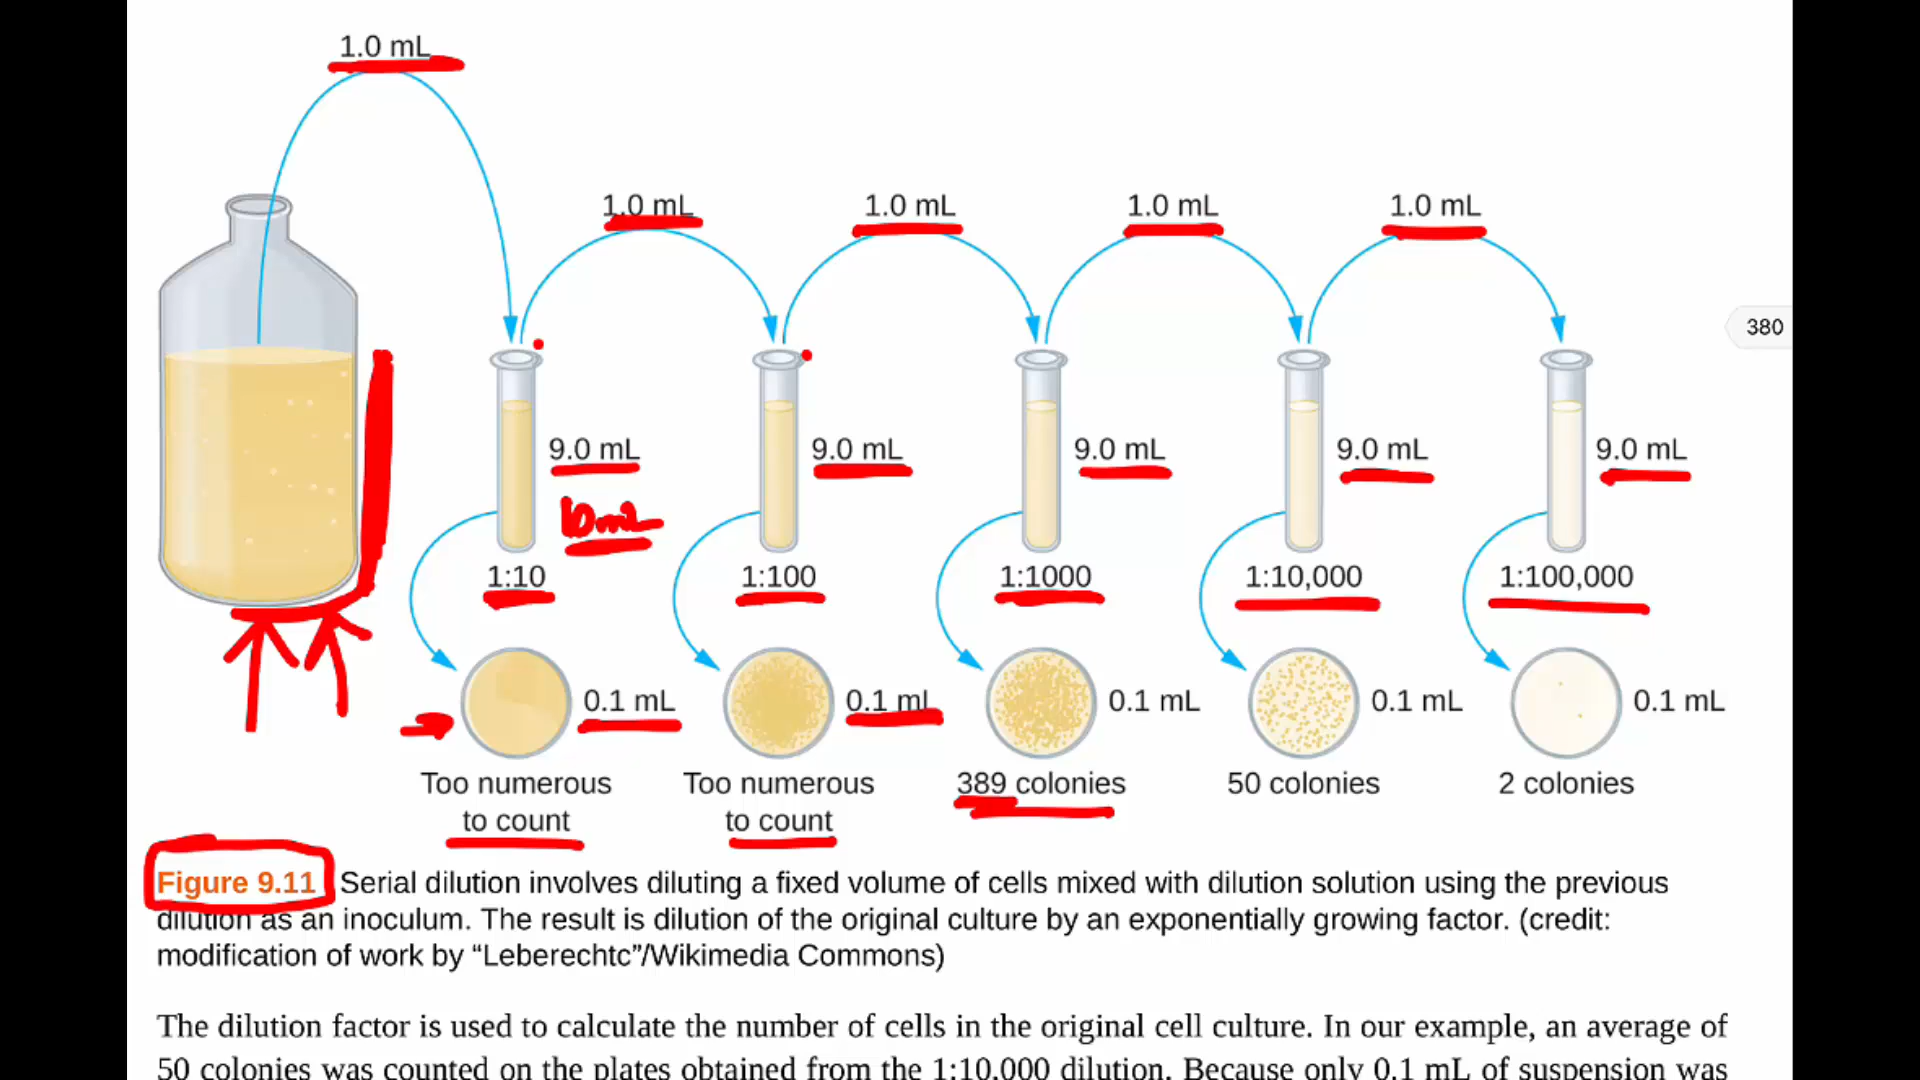 1.0 mL
1.0 mL 1.0 mL 1.0 mL 1.0 mL
380
9.0 mL 9.0 mL 9.0 mL 9.0 mL 9.0 mL
10mL
1:10 1:100 1:1000 1:10,000 1:100,000
0.1 mL 0.1 mL 0.1 mL 0.1 mL 0.1 mL
Too numerous to count
Too numerous to count
389 colonies
50 colonies
2 colonies
Figure 9.11 Serial dilution involves diluting a fixed volume of cells mixed with dilution solution using the previous
dilution as an inoculum. The result is dilution of the original culture by an exponentially growing factor. (credit:
modification of work by “Leberechtc”/Wikimedia Commons)
The dilution factor is used to calculate the number of cells in the original cell culture. In our example, an average of
50 colonies was counted on the plates obtained from the 1:10,000 dilution. Because only 0.1 mL of suspension was